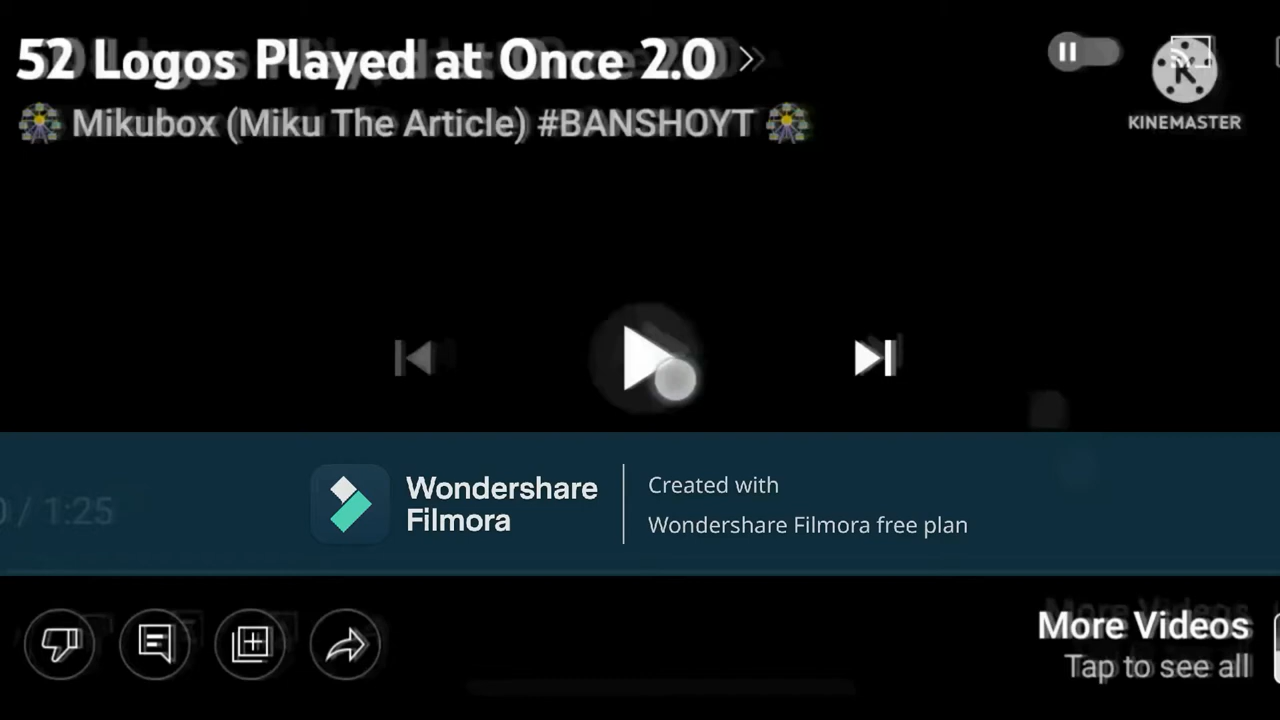 52 Logos Played at Once 2.0
Mikubox (Miku The Article) #BANSHOYT
KINEMASTER
Wondershare
Filmora
Created with
Wondershare Filmora free plan
/ 1:25
More Videos
Tap to see all